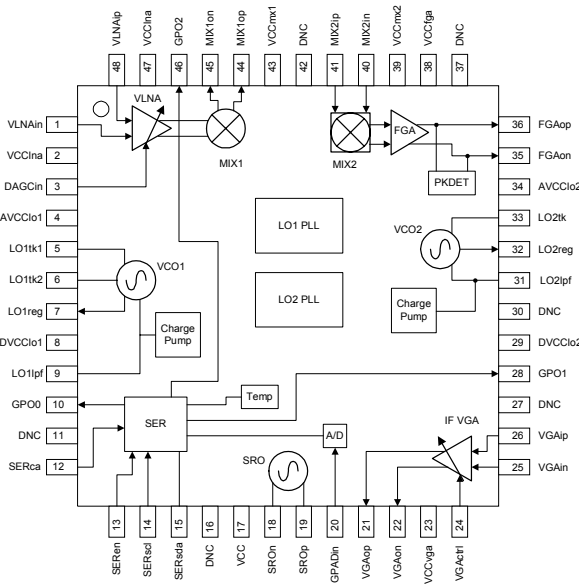 VLNAip
VCClna
GPO2
MIX1on
MIX1op
VCCmx1
DNC
MIX2ip
MIX2in
VCCmx2
VCCfga
DNC
48
47
46
45
44
43
42
41
40
39
38
37
VLNAin 1
VCClna 2
DAGCin 3
AVCClo1 4
LO1tk1 5
LO1tk2 6
LO1reg 7
DVCClo1 8
LO1lpf 9
GPO0 10
DNC 11
SERca 12
VLNA
MIX1
MIX2
FGA
PKDET
LO1 PLL
LO2 PLL
VCO2
VCO1
Charge
Pump
Charge
Pump
Temp
SER
A/D
IF VGA
SRO
36 FGAop
35 FGAon
34 AVCClo2
33 LO2tk
32 LO2reg
31 LO2lpf
30 DNC
29 DVCClo2
28 GPO1
27 DNC
26 VGAip
25 VGAin
13
14
15
16
17
18
19
20
21
22
23
24
SERen
SERscl
SERsda
DNC
VCC
SROn
SROp
GPADin
VGAop
VGAon
VCCvga
VGActrl